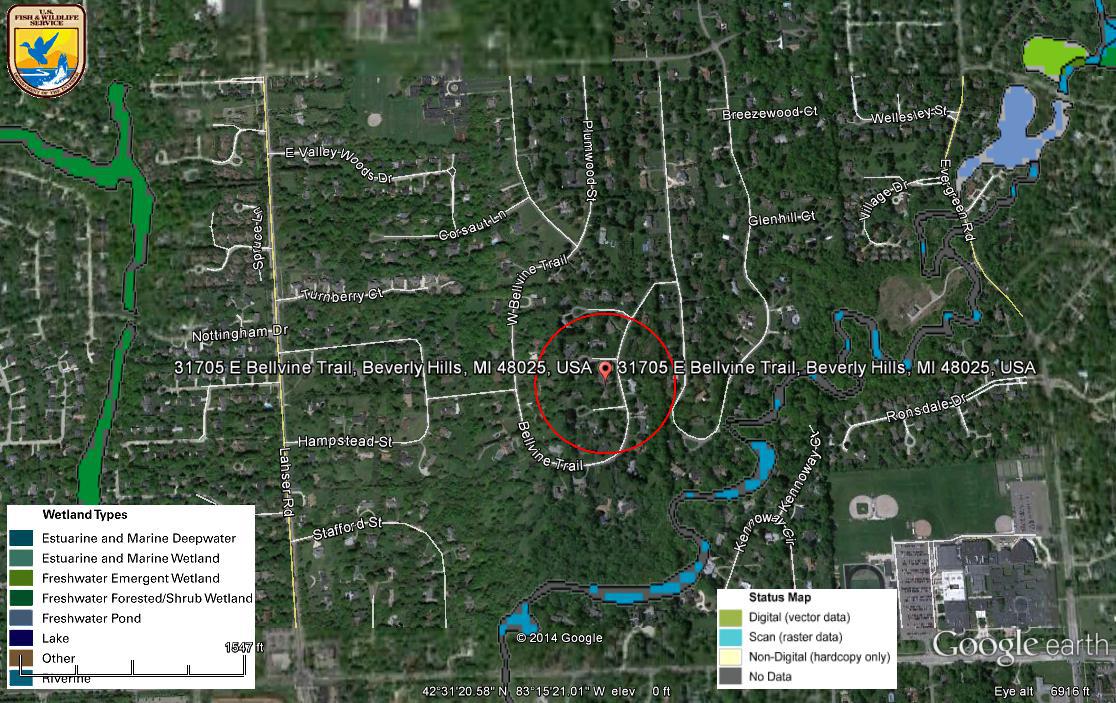 U.S.
FISH & WILDLIFE
SERVICE
DEPARTMENT OF THE INTERIOR
Breezewood Ct
Wellesley St
Plumwood St
E Valley Woods Dr
Evergreen Rd
Village Dr
Corsaut Ln
Glenhill Ct
Spruce Ln
W Bellvine Trail
Turnberry Ct
Nottingham Dr
31705 E Bellvine Trail, Beverly Hills, MI 48025, USA
31705 E Bellvine Trail, Beverly Hills, MI 48025, USA
Ronsdale Dr
Hampstead St
Bellvine Trail
Lahser Rd
Kennoway Ct
Kennoway Cir
Stafford St
Wetland Types
Estuarine and Marine Deepwater
Estuarine and Marine Wetland
Freshwater Emergent Wetland
Freshwater Forested/Shrub Wetland
Freshwater Pond
Lake
Other
1547 ft
Riverine
Status Map
Digital (vector data)
Scan (raster data)
Non-Digital (hardcopy only)
No Data
© 2014 Google
Google earth
42°31'20.58" N 83°15'21.01" W elev 0 ft
Eye alt 6916 ft